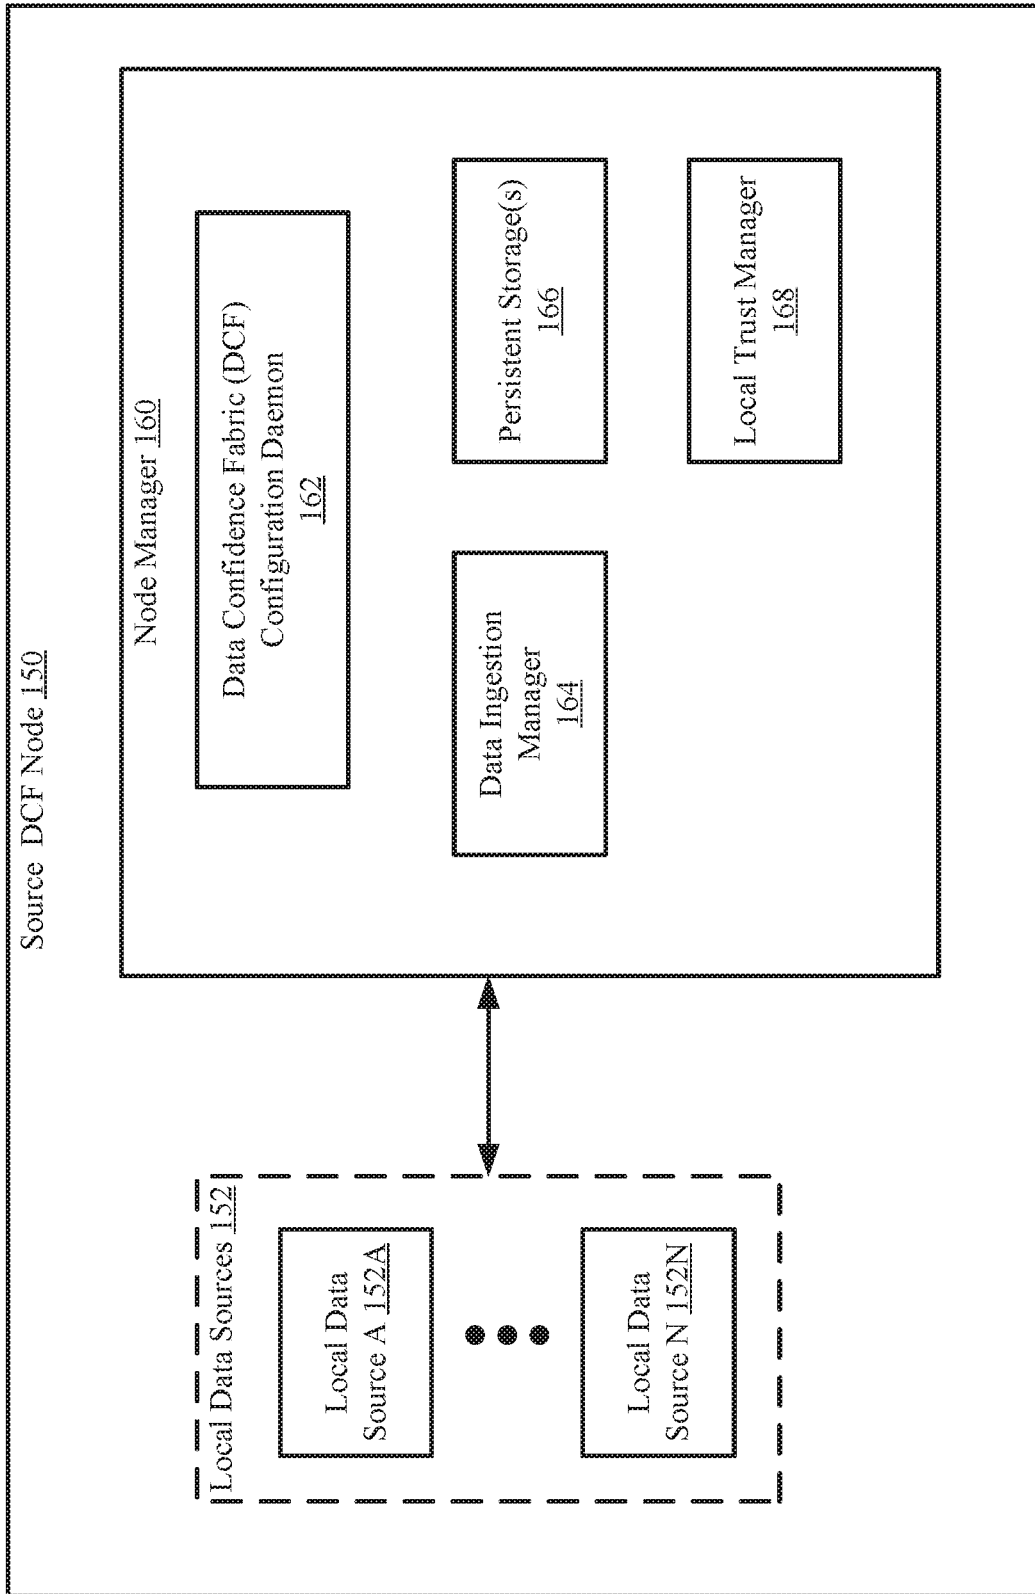 Source DCF Node 150
Local Data Sources 152
Local Data
Source A 152A
Local Data
Source N 152N
Node Manager 160
Data Confidence Fabric (DCF)
Configuration Daemon
162
Data Ingestion
Manager
164
Persistent Storage(s)
166
Local Trust Manager
168